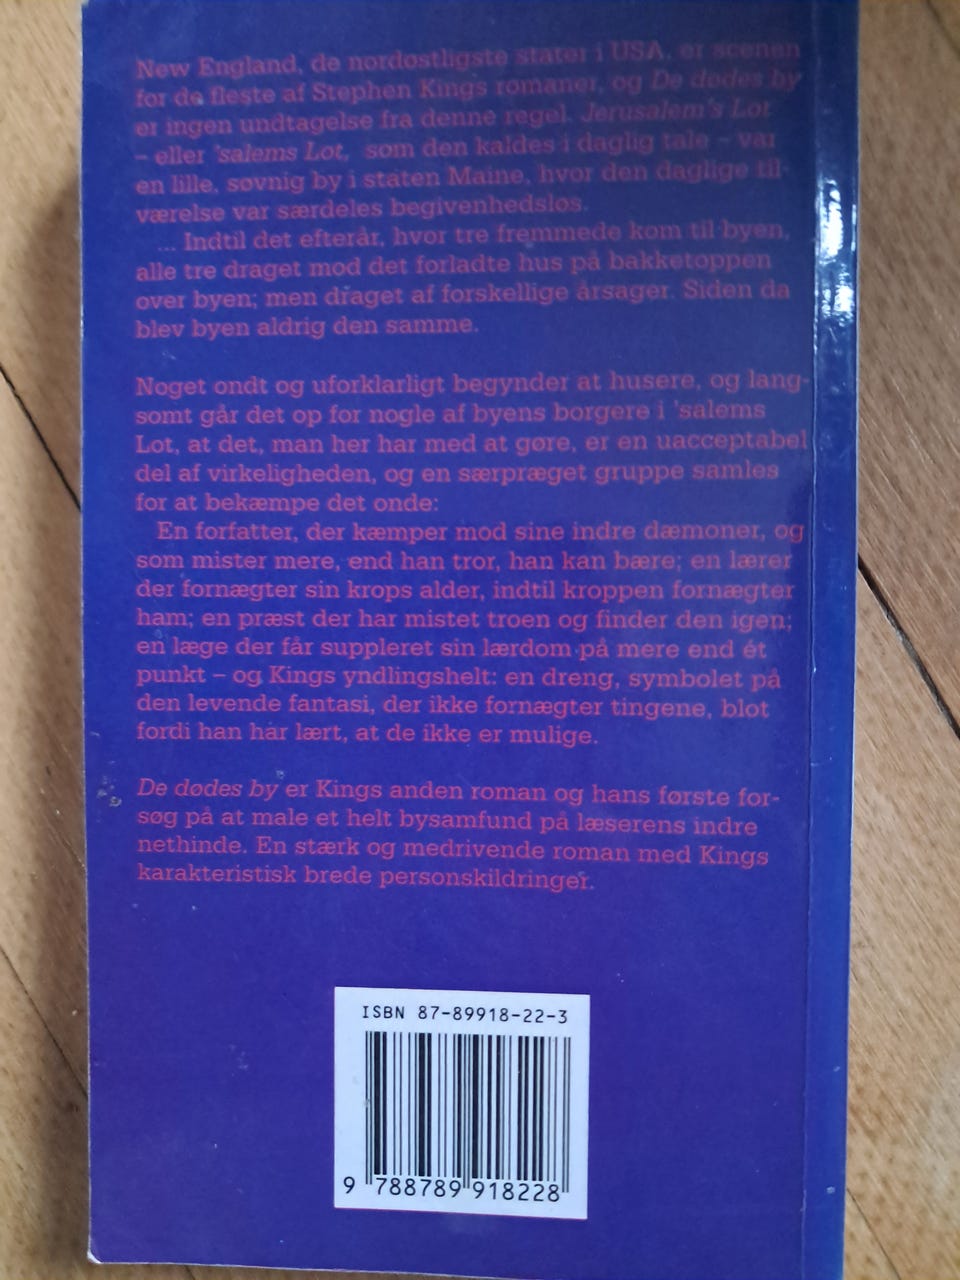 New England, de nordøstligste stater i USA, er scenen
for de fleste af Stephen Kings romaner, og De dødes by
er ingen undtagelse fra denne regel. Jerusalem's Lot
– eller 'salems Lot, som den kaldes i daglig tale – var
en lille, søvnig by i staten Maine, hvor den daglige til-
værelse var særdeles begivenhedsløs.
... Indtil det efterår, hvor tre fremmede kom til byen,
alle tre draget mod det forladte hus på bakketoppen
over byen; men draget af forskellige årsager. Siden da
blev byen aldrig den samme.
Noget ondt og uforklarligt begynder at husere, og lang-
somt går det op for nogle af byens borgere i 'salems
Lot, at det, man her har med at gøre, er en uacceptabel
del af virkeligheden, og en særpræget gruppe samles
for at bekæmpe det onde:
En forfatter, der kæmper mod sine indre dæmoner, og
som mister mere, end han tror, han kan bære; en lærer
der fornægter sin krops alder, indtil kroppen fornægter
ham; en præst der har mistet troen og finder den igen;
en læge der får suppleret sin lærdom på mere end ét
punkt – og Kings yndlingshelt: en dreng, symbolet på
den levende fantasi, der ikke fornægter tingene, blot
fordi han har lært, at de ikke er mulige.
De dødes by er Kings anden roman og hans første for-
søg på at male et helt bysamfund på læserens indre
nethinde. En stærk og medrivende roman med Kings
karakteristisk brede personskildringer.
ISBN 87-89918-22-3
9 788789 918228